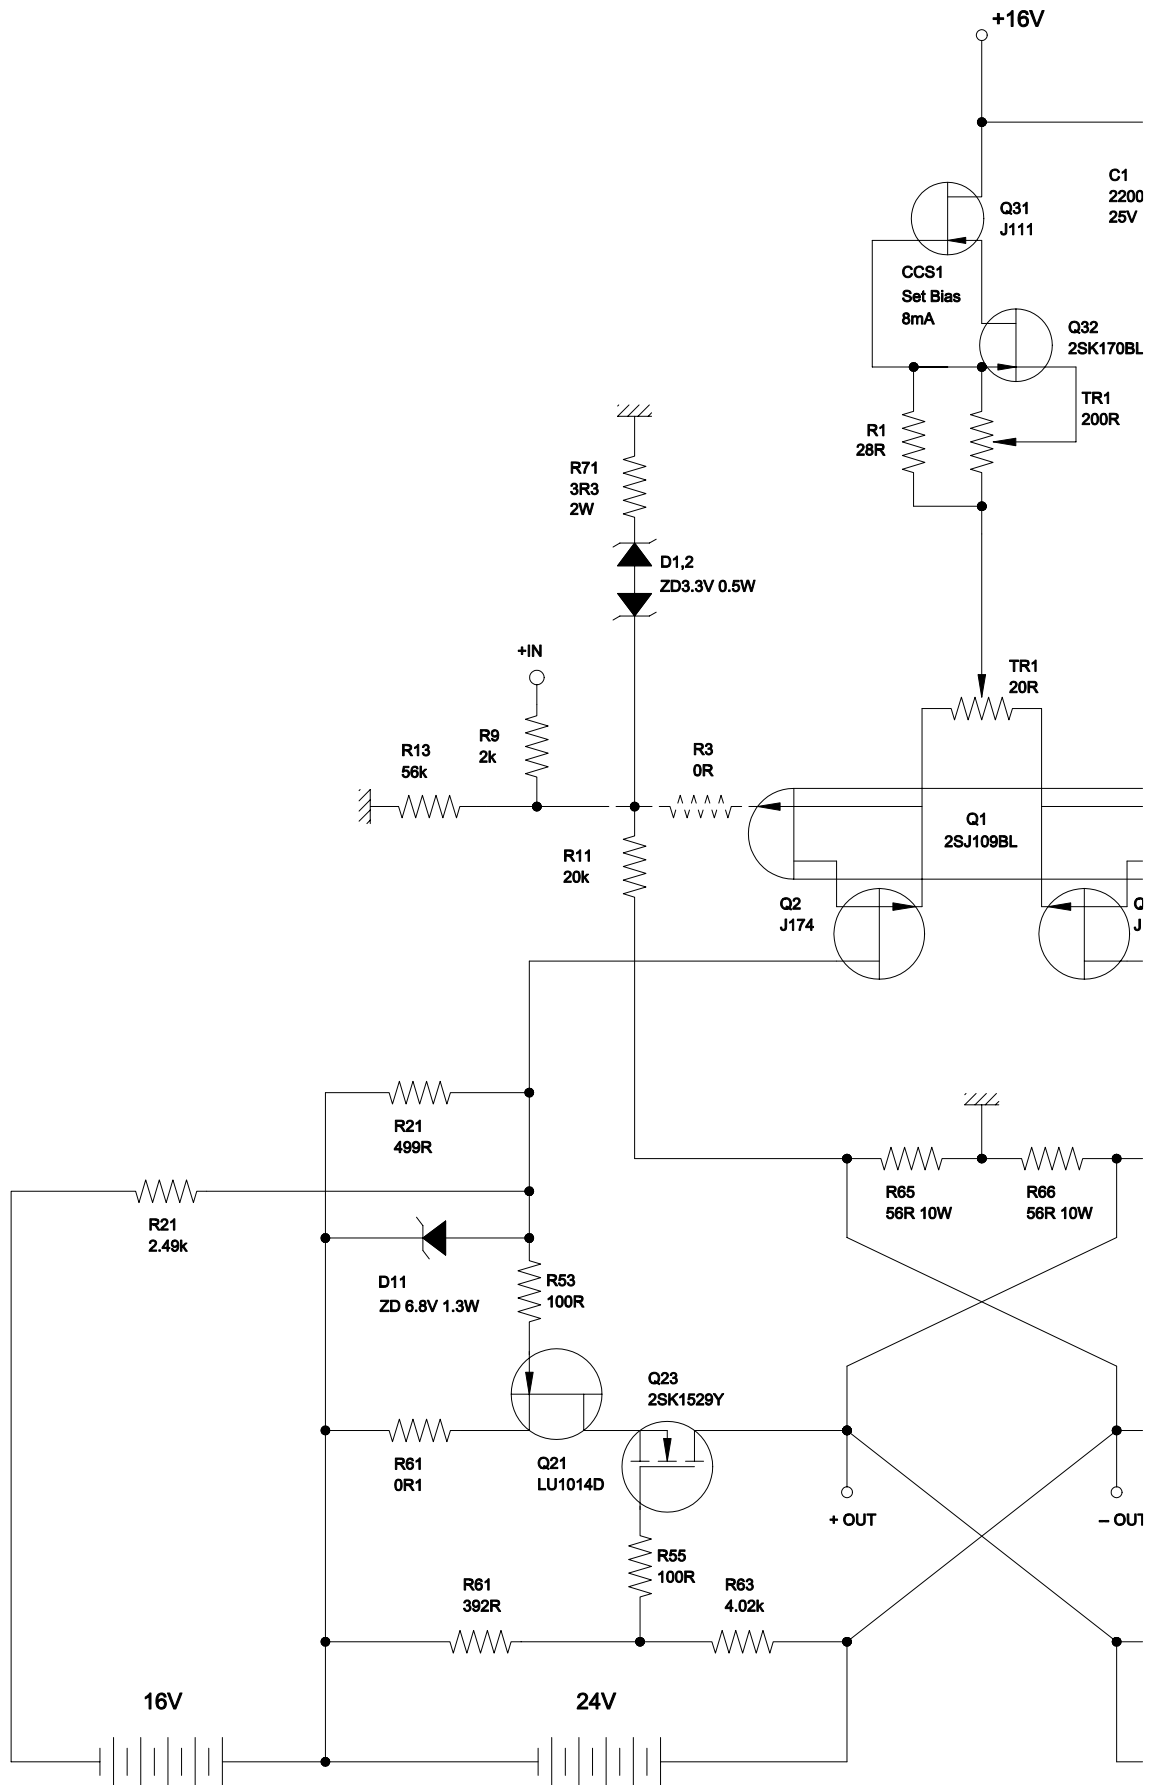 +16V
C1
2200
25V
Q31
J111
CCS1
Set Bias
8mA
Q32
2SK170BL
TR1
200R
R1
28R
R71
3R3
2W
D1,2
ZD3.3V 0.5W
+IN
TR1
20R
R9
2k
R13
56k
R3
0R
Q1
2SJ109BL
R11
20k
Q2
J174
Q
J
R21
499R
R65
56R 10W
R66
56R 10W
R21
2.49k
D11
ZD 6.8V 1.3W
R53
100R
Q23
2SK1529Y
R61
0R1
Q21
LU1014D
+ OUT
– OUT
R55
100R
R61
392R
R63
4.02k
16V
24V